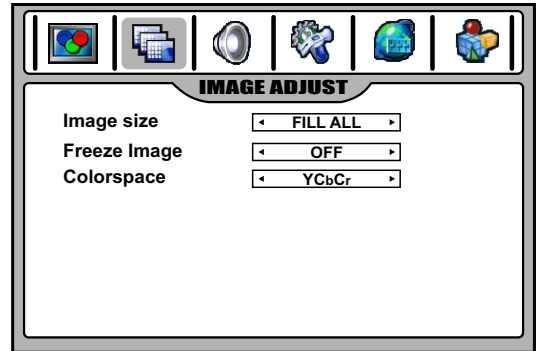 IMAGE ADJUST
Image size FILL ALL
Freeze Image OFF
Colorspace YCbCr